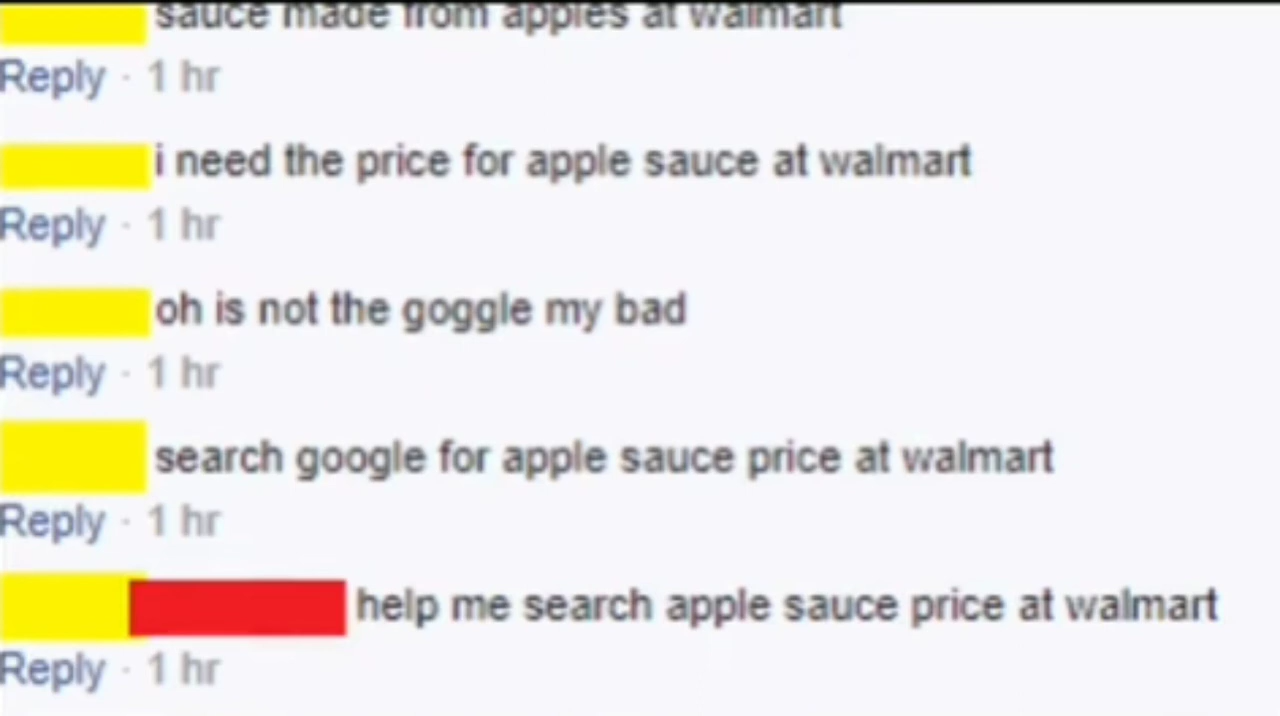 sauce made from apples at walmart
Reply · 1 hr
i need the price for apple sauce at walmart
Reply · 1 hr
oh is not the goggle my bad
Reply · 1 hr
search google for apple sauce price at walmart
Reply · 1 hr
help me search apple sauce price at walmart
Reply · 1 hr